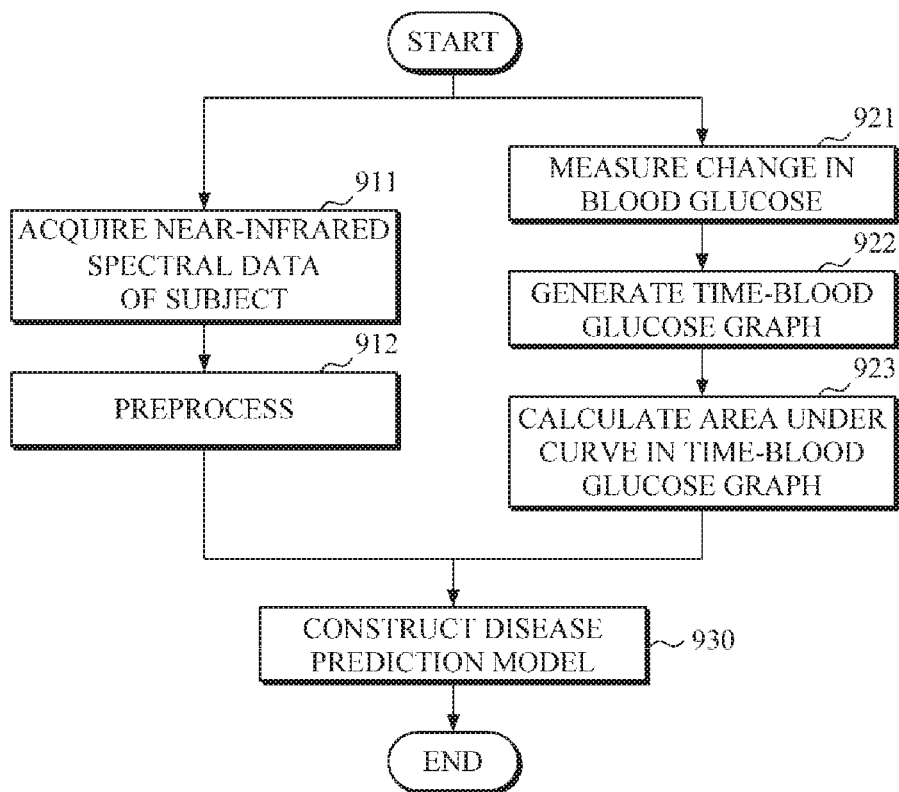 START
911
ACQUIRE NEAR-INFRARED
SPECTRAL DATA
OF SUBJECT
912
PREPROCESS
921
MEASURE CHANGE IN
BLOOD GLUCOSE
922
GENERATE TIME-BLOOD
GLUCOSE GRAPH
923
CALCULATE AREA UNDER
CURVE IN TIME-BLOOD
GLUCOSE GRAPH
CONSTRUCT DISEASE
PREDICTION MODEL
930
END